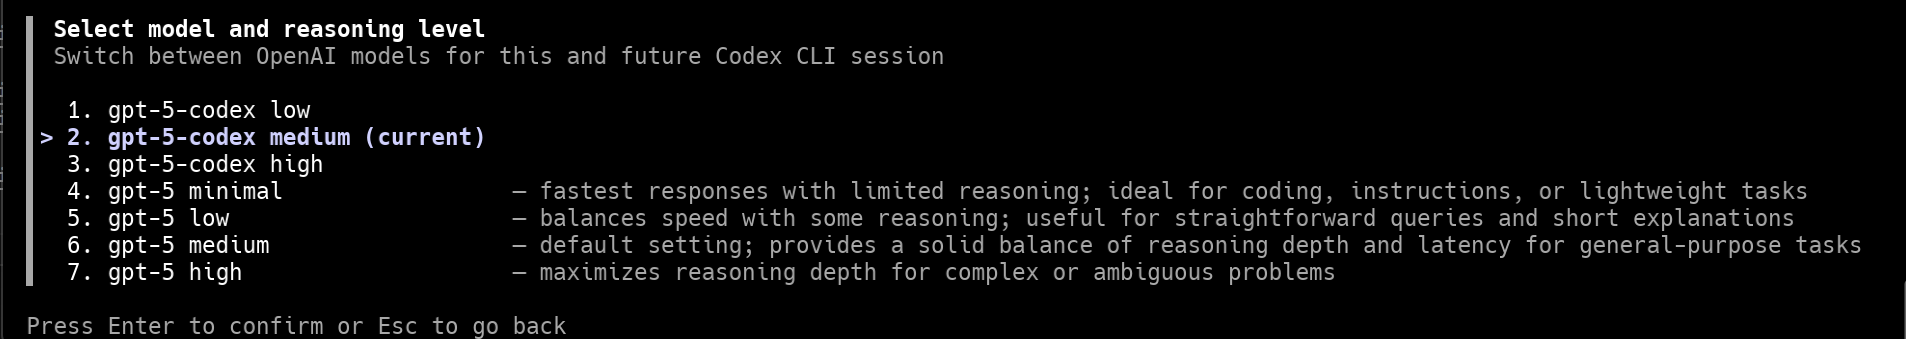 Select model and reasoning level
Switch between OpenAI models for this and future Codex CLI session
1. gpt-5-codex low
> 2. gpt-5-codex medium (current)
3. gpt-5-codex high
4. gpt-5 minimal — fastest responses with limited reasoning; ideal for coding, instructions, or lightweight tasks
5. gpt-5 low — balances speed with some reasoning; useful for straightforward queries and short explanations
6. gpt-5 medium — default setting; provides a solid balance of reasoning depth and latency for general-purpose tasks
7. gpt-5 high — maximizes reasoning depth for complex or ambiguous problems
Press Enter to confirm or Esc to go back